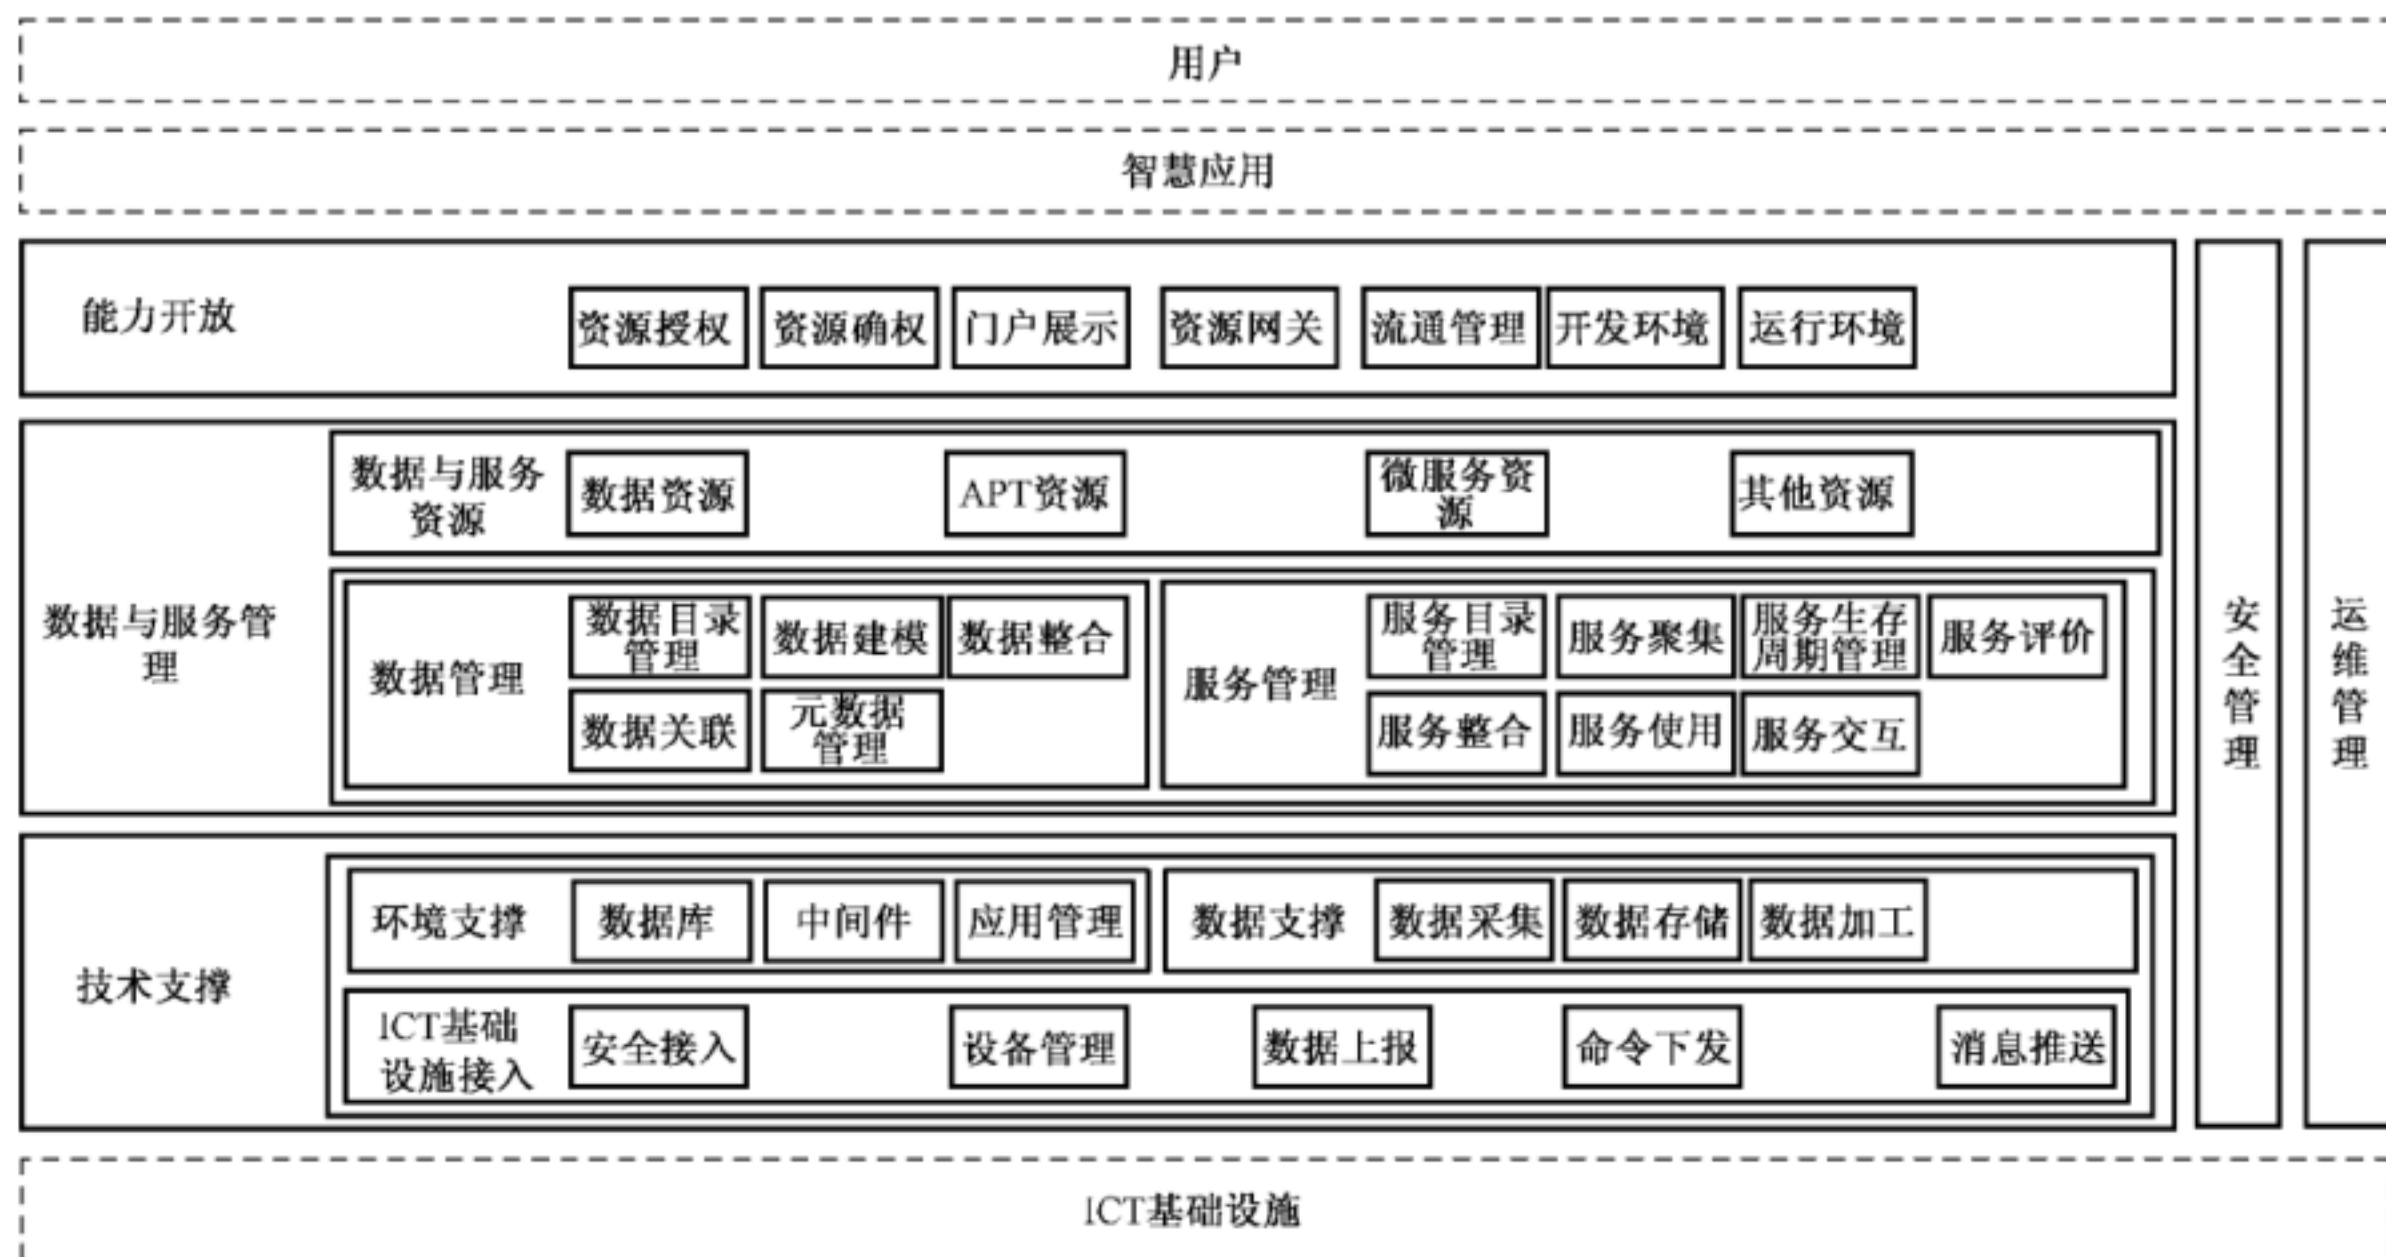 用户
智慧应用
能力开放
资源授权
资源确权
门户展示
资源网关
流通管理
开发环境
运行环境
数据与服务管
理
数据与服务
资源
数据资源
APT资源
微服务资
源
其他资源
数据管理
数据目录
管理
数据建模
数据整合
数据关联
元数据
管理
服务管理
服务目录
管理
服务聚集
服务生存
周期管理
服务评价
服务整合
服务使用
服务交互
技术支撑
环境支撑
数据库
中间件
应用管理
数据支撑
数据采集
数据存储
数据加工
ICT基础
设施接入
安全接入
设备管理
数据上报
命令下发
消息推送
安全管理
运维管理
ICT基础设施